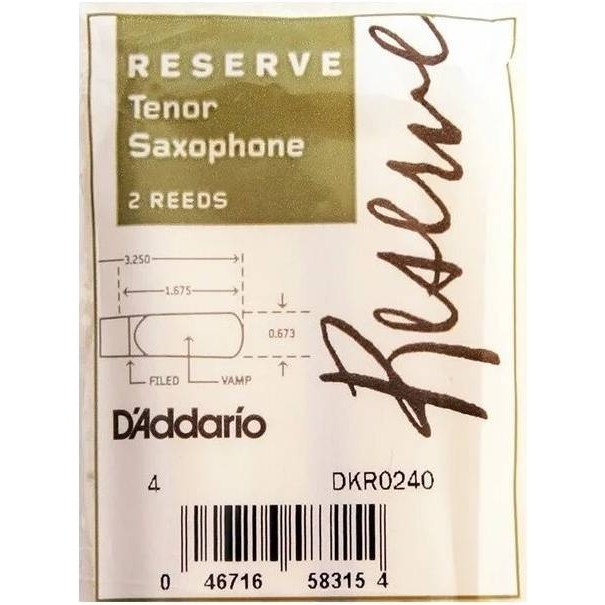 RESERVE
Tenor
Saxophone
2 REEDS
Reserve
3.250
1.675
0.673
FILED
VAMP
D'Addario
4 DKR0240
0 46716 58315 4